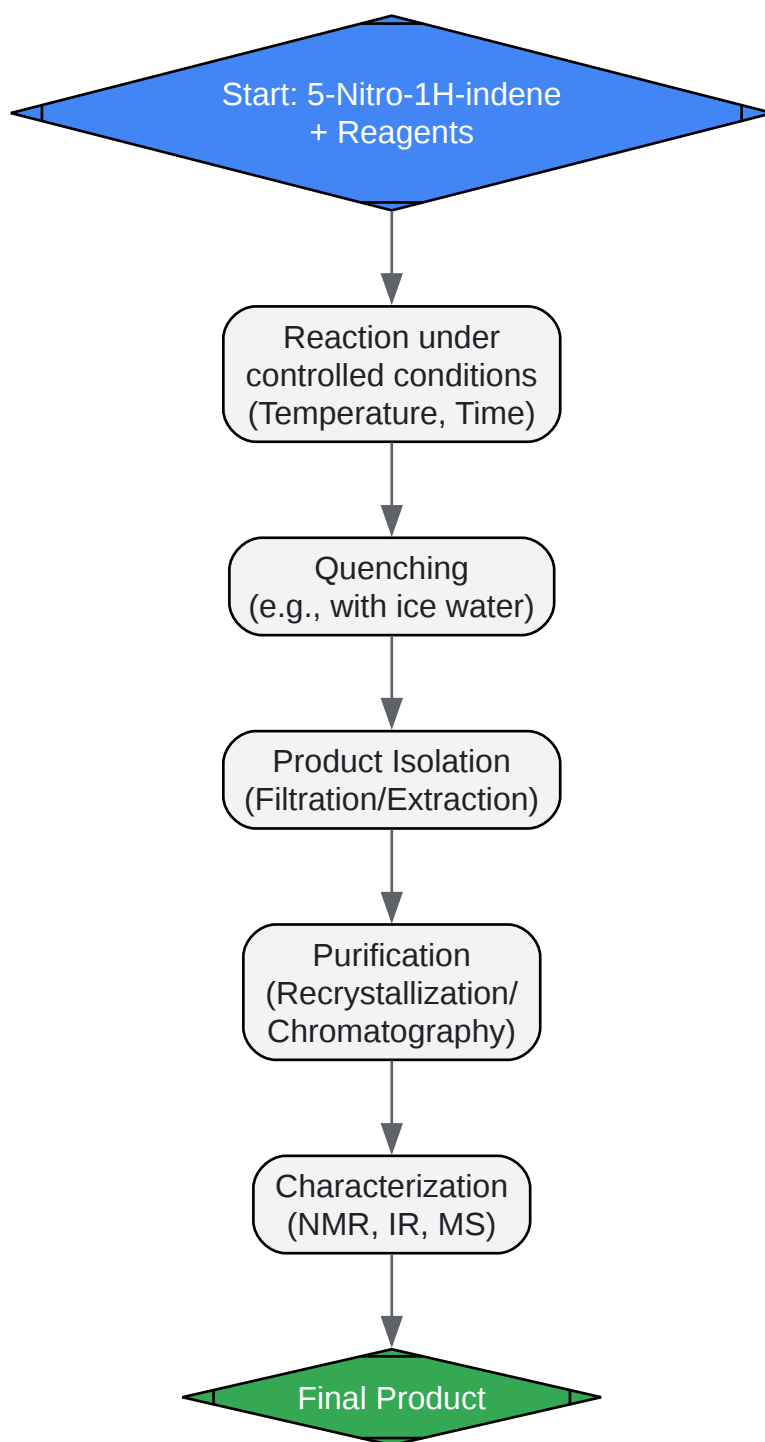 Start: 5-Nitro-1H-indene
+ Reagents
Reaction under
controlled conditions
(Temperature, Time)
Quenching
(e.g., with ice water)
Product Isolation
(Filtration/Extraction)
Purification
(Recrystallization/
Chromatography)
Characterization
(NMR, IR, MS)
Final Product